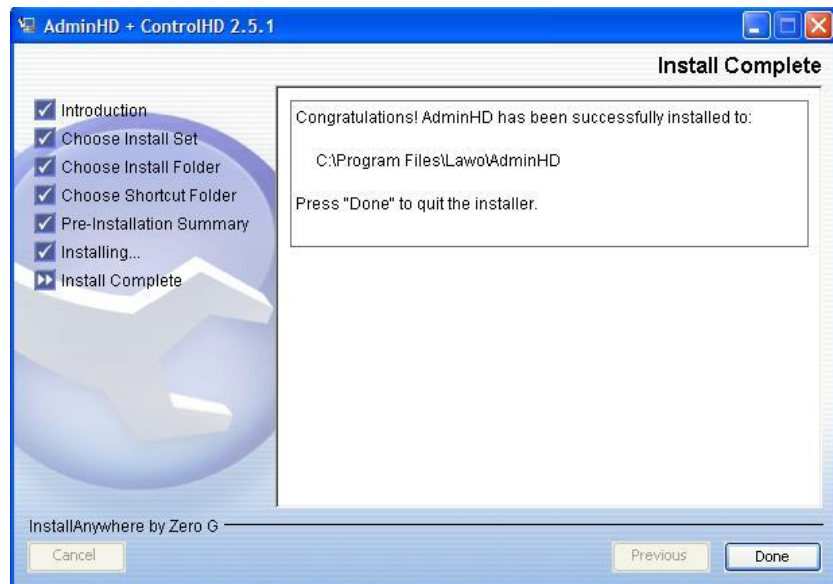 AdminHD + ControlHD 2.5.1
Install Complete
Introduction
Choose Install Set
Choose Install Folder
Choose Shortcut Folder
Pre-Installation Summary
Installing...
Install Complete
Congratulations! AdminHD has been successfully installed to:
C:\Program Files\Lawo\AdminHD
Press "Done" to quit the installer.
InstallAnywhere by Zero G
Cancel
Previous
Done